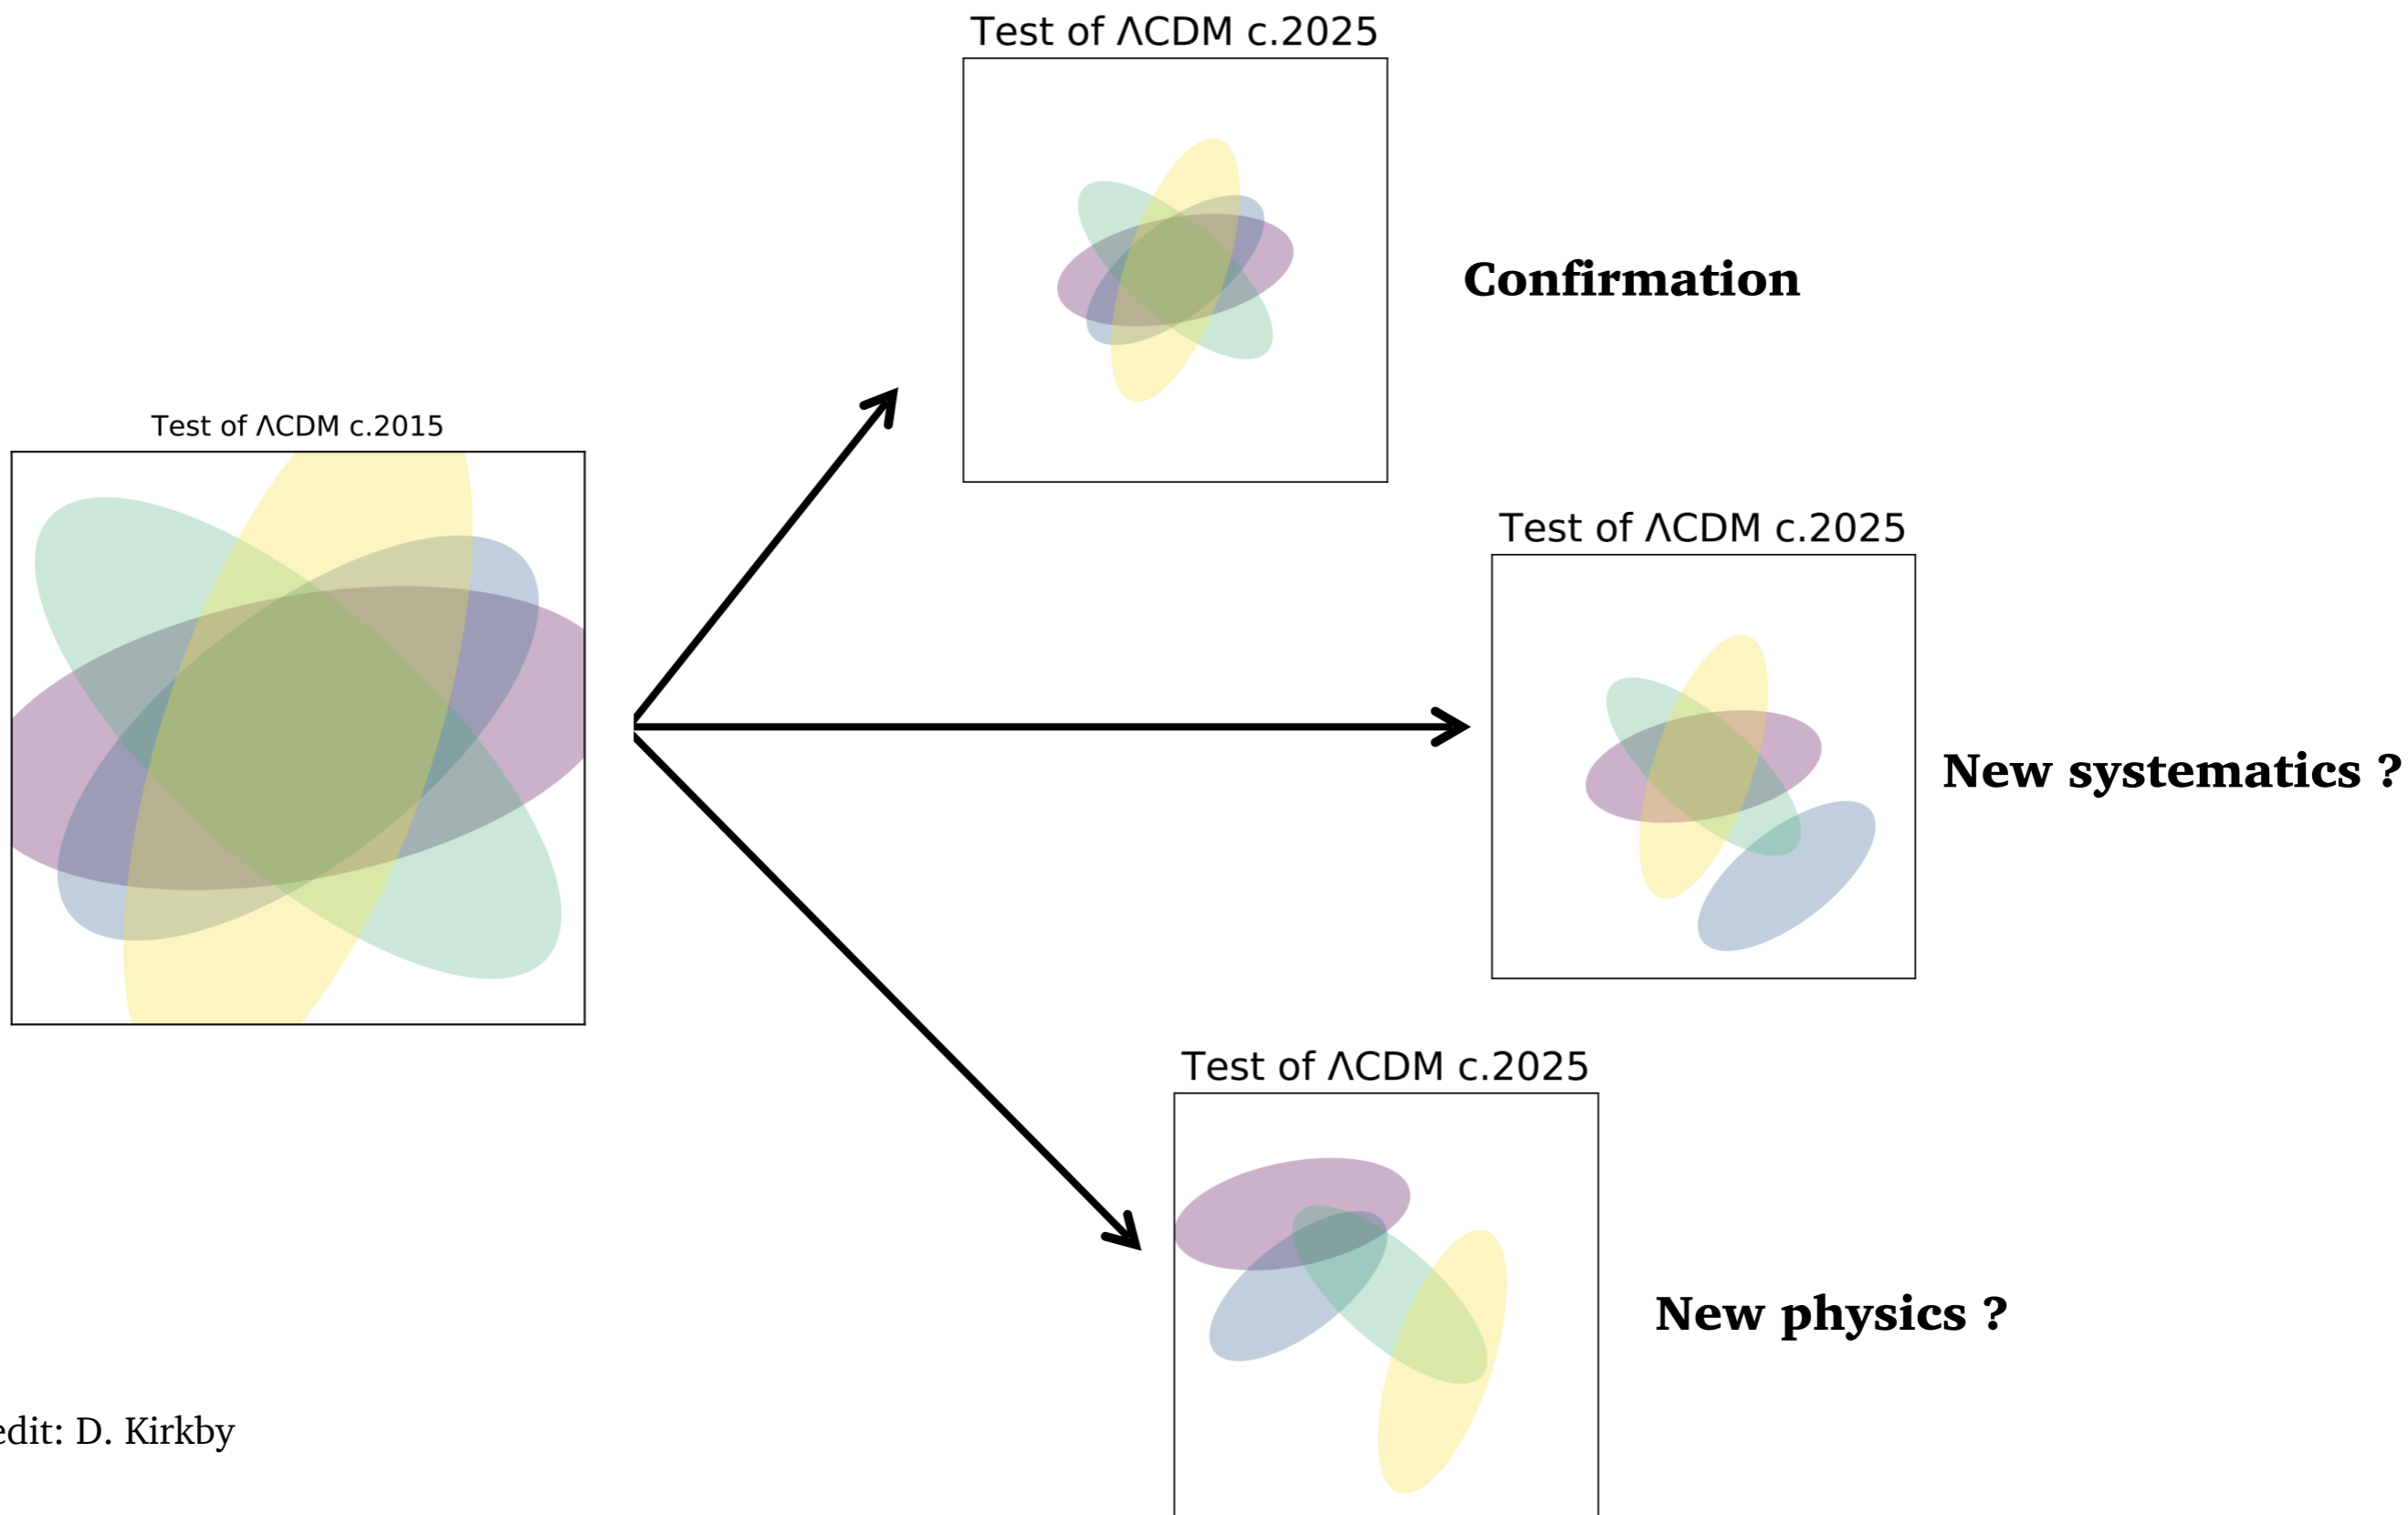 Test of ΛCDM c.2025
Confirmation
Test of ΛCDM c.2015
Test of ΛCDM c.2025
New systematics ?
Test of ΛCDM c.2025
New physics ?
edit: D. Kirkby